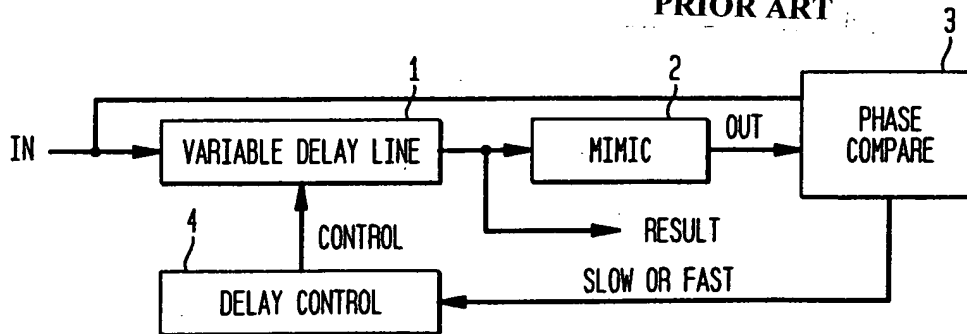 PRIOR ART
3
1
2
IN
VARIABLE DELAY LINE
MIMIC
OUT
PHASE
COMPARE
4
CONTROL
RESULT
DELAY CONTROL
SLOW OR FAST